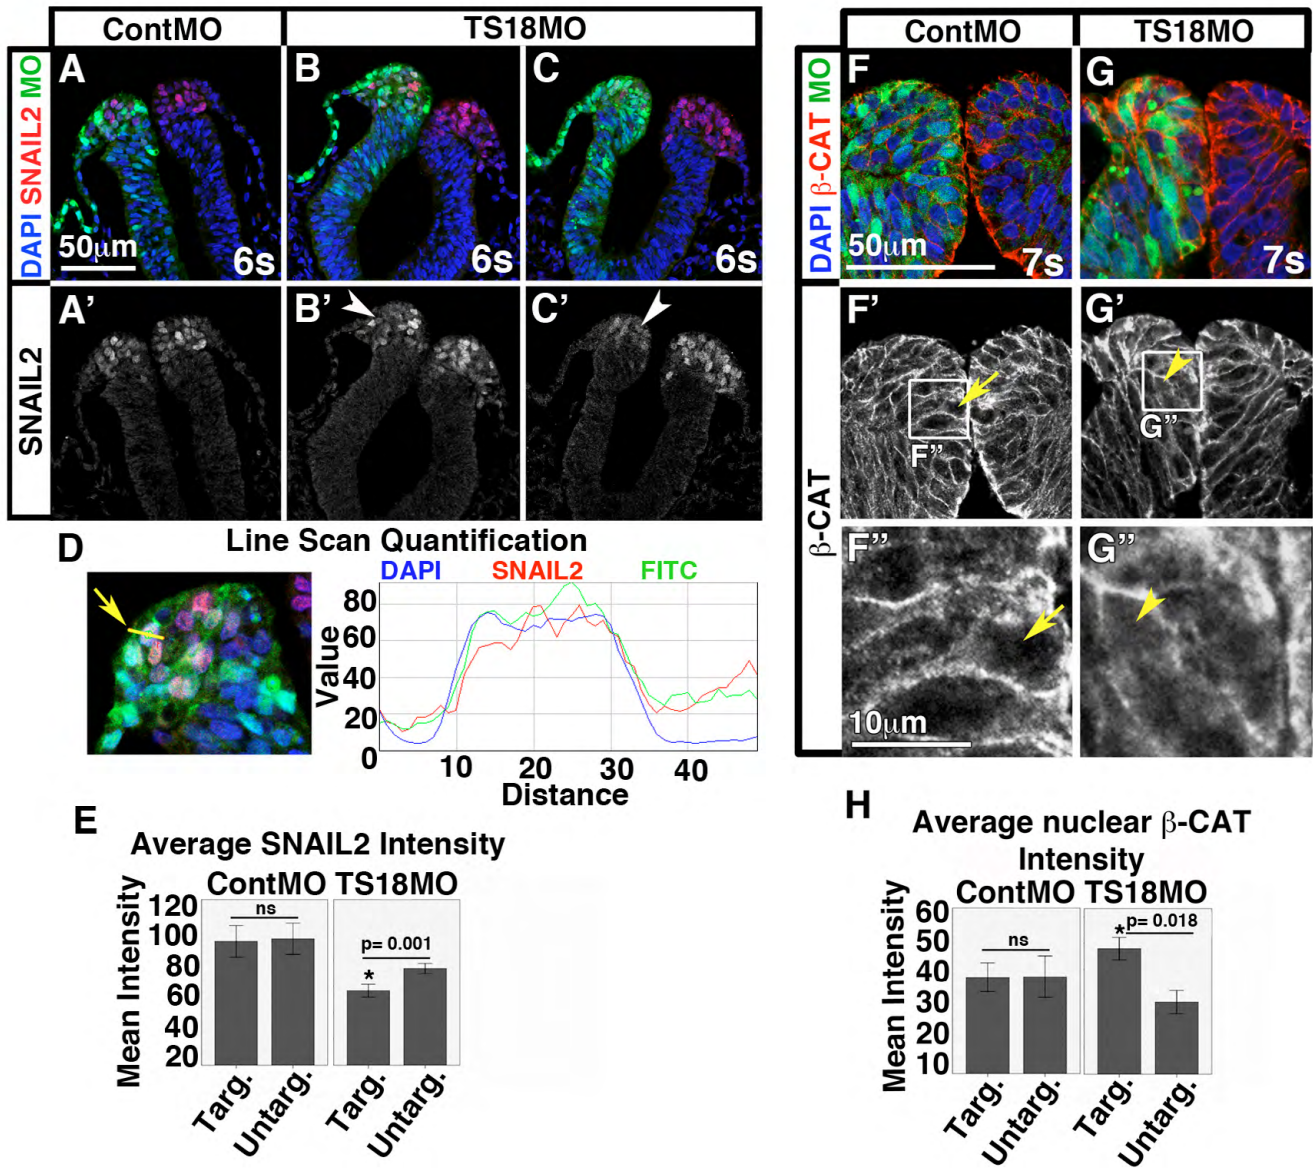 ContMO
TS18MO
DAPI SNAIL2 MO
A
50µm
6s
B
6s
C
6s
SNAIL2
A’
B’
C’
D
Line Scan Quantification
DAPI
SNAIL2
FITC
Value
80
60
40
20
0
10
20
30
40
Distance
E
Average SNAIL2 Intensity
ContMO TS18MO
Mean Intensity
120
100
80
60
40
20
ns
p= 0.001
*
Targ.
Untarg.
Targ.
Untarg.
ContMO
TS18MO
DAPI β-CAT MO
F
50µm
7s
G
7s
β-CAT
F’
F”
G’
G”
F”
10µm
G”
H
Average nuclear β-CAT
Intensity
ContMO TS18MO
Mean Intensity
60
50
40
30
20
10
ns
* p= 0.018
Targ.
Untarg.
Targ.
Untarg.